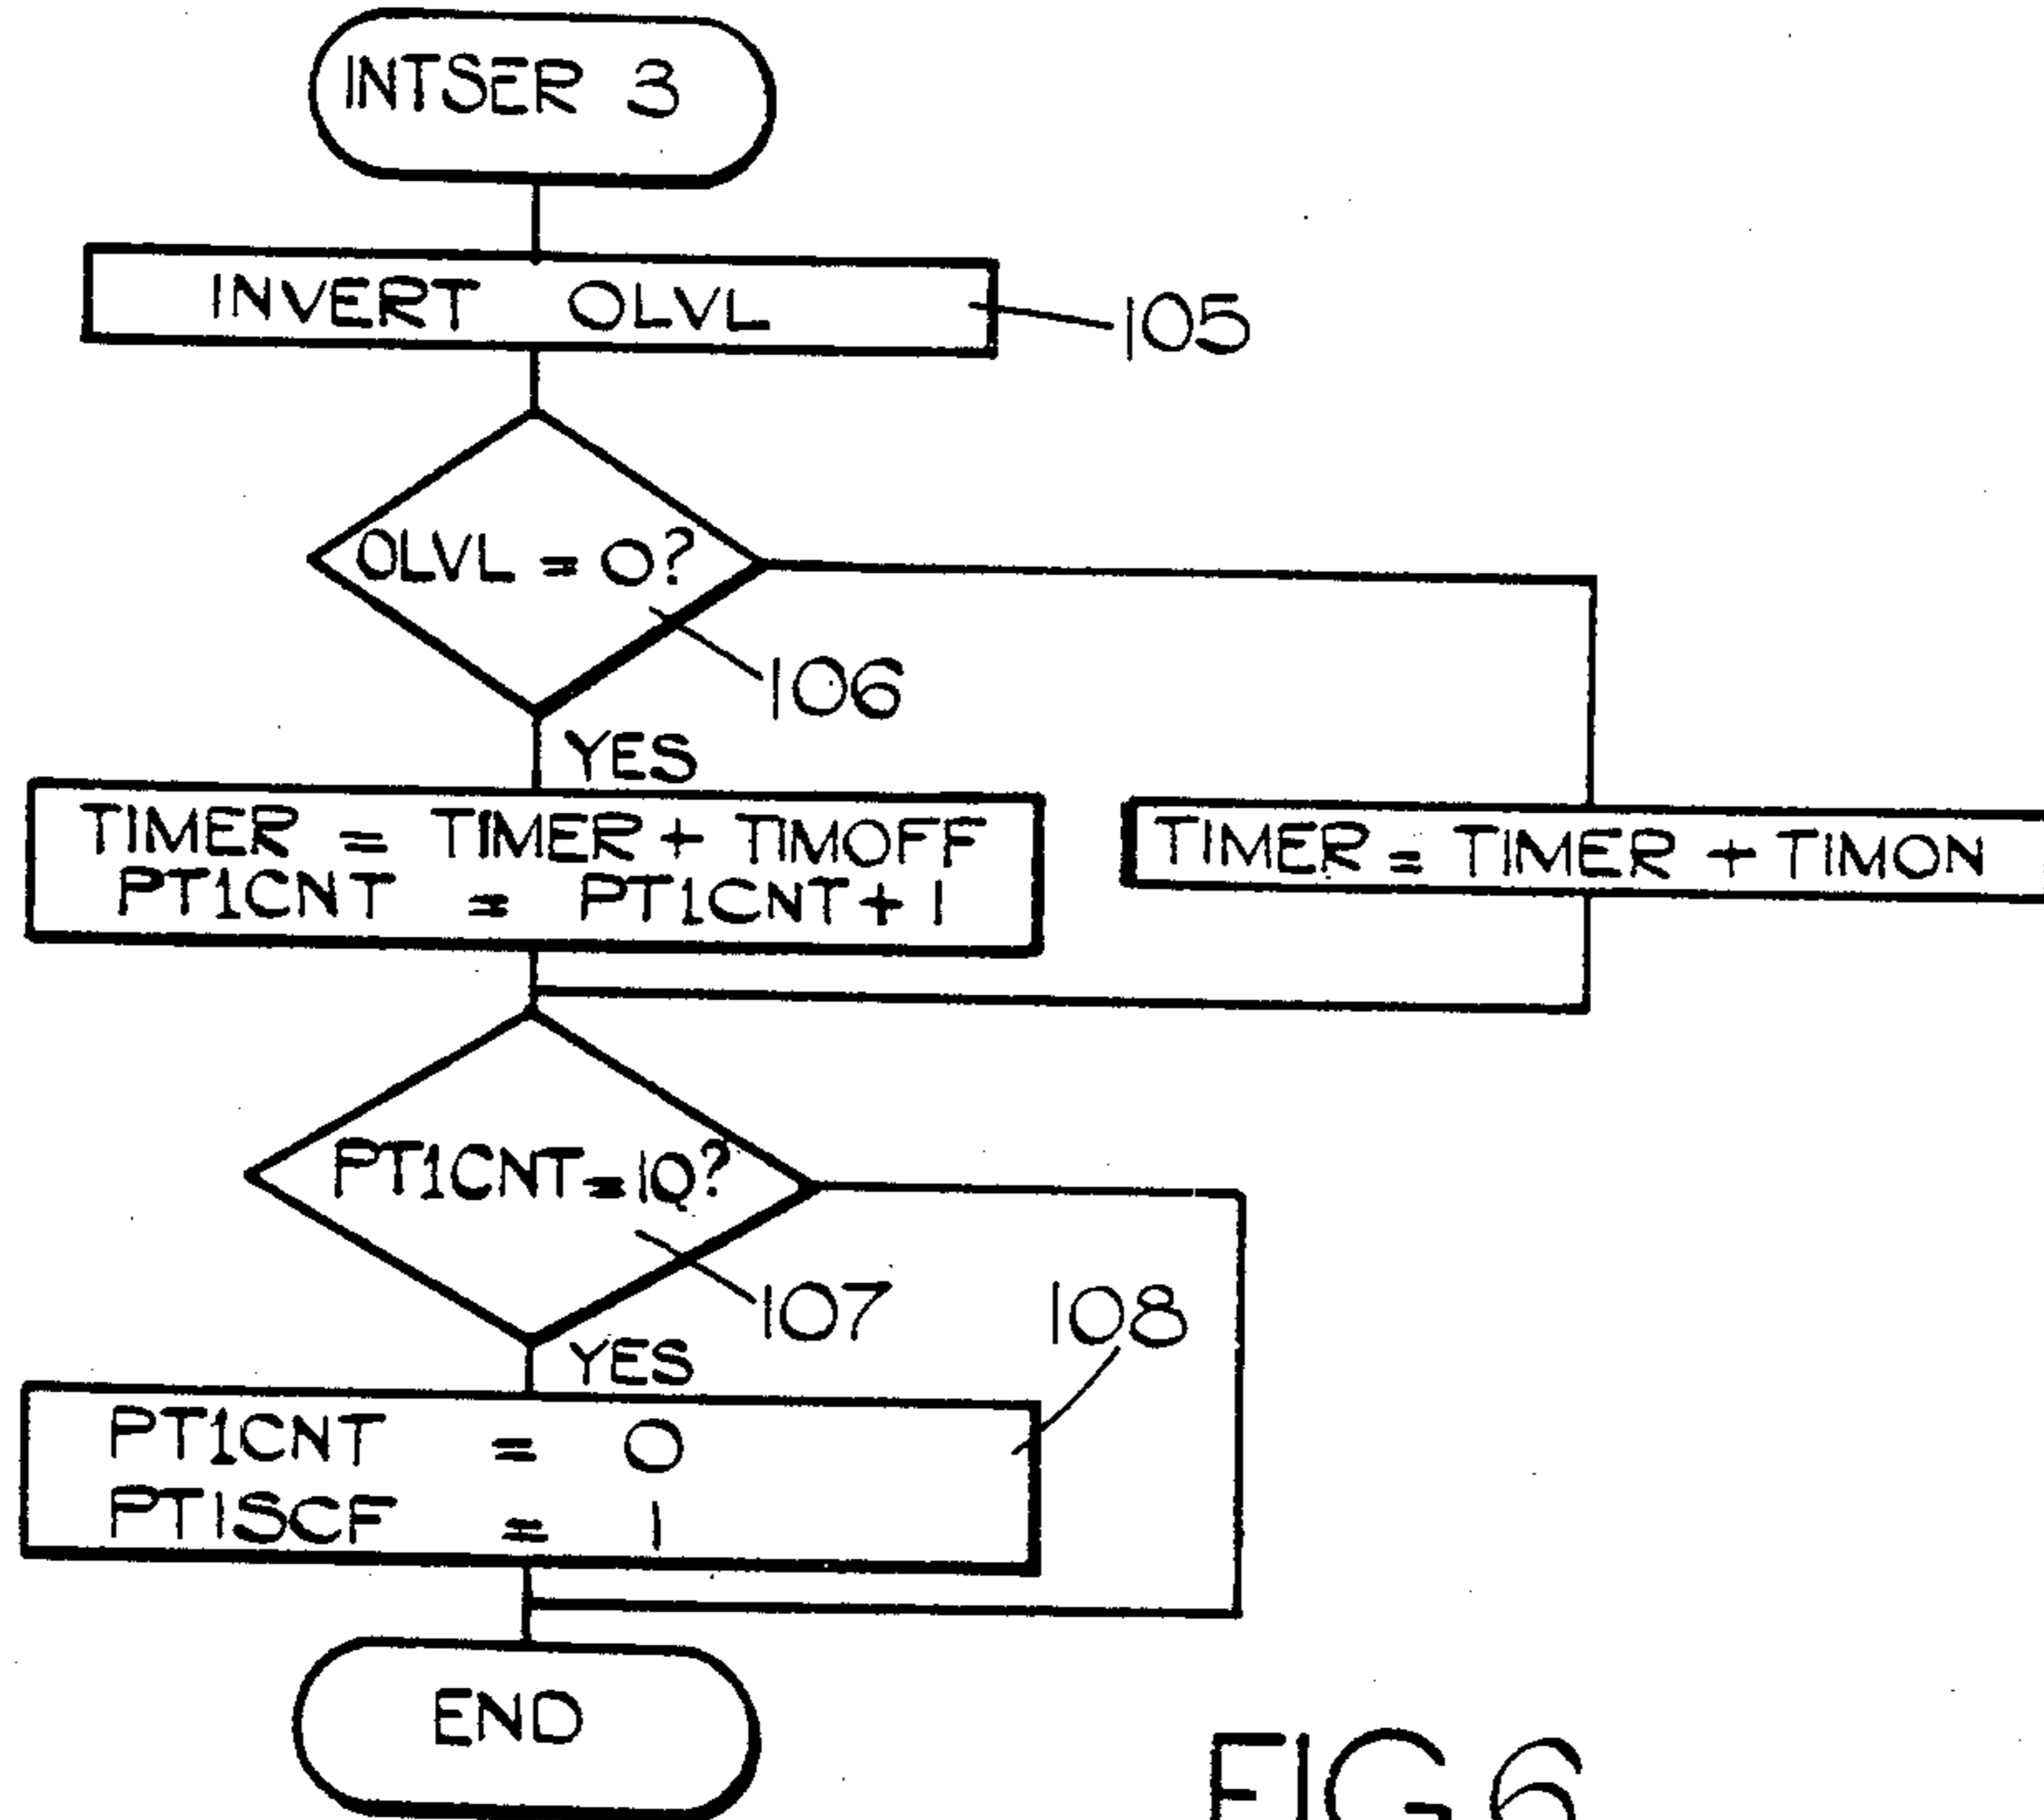 INTSER 3
INVERT OLVL
105
OLVL = 0?
106
YES
TIMER = TIMER + TIMOFF
PT1CNT = PT1CNT + 1
TIMER = TIMER + TIMON
PT1CNT = 10?
107
108
YES
PT1CNT = 0
PT1SCF = 1
END
FIG 6